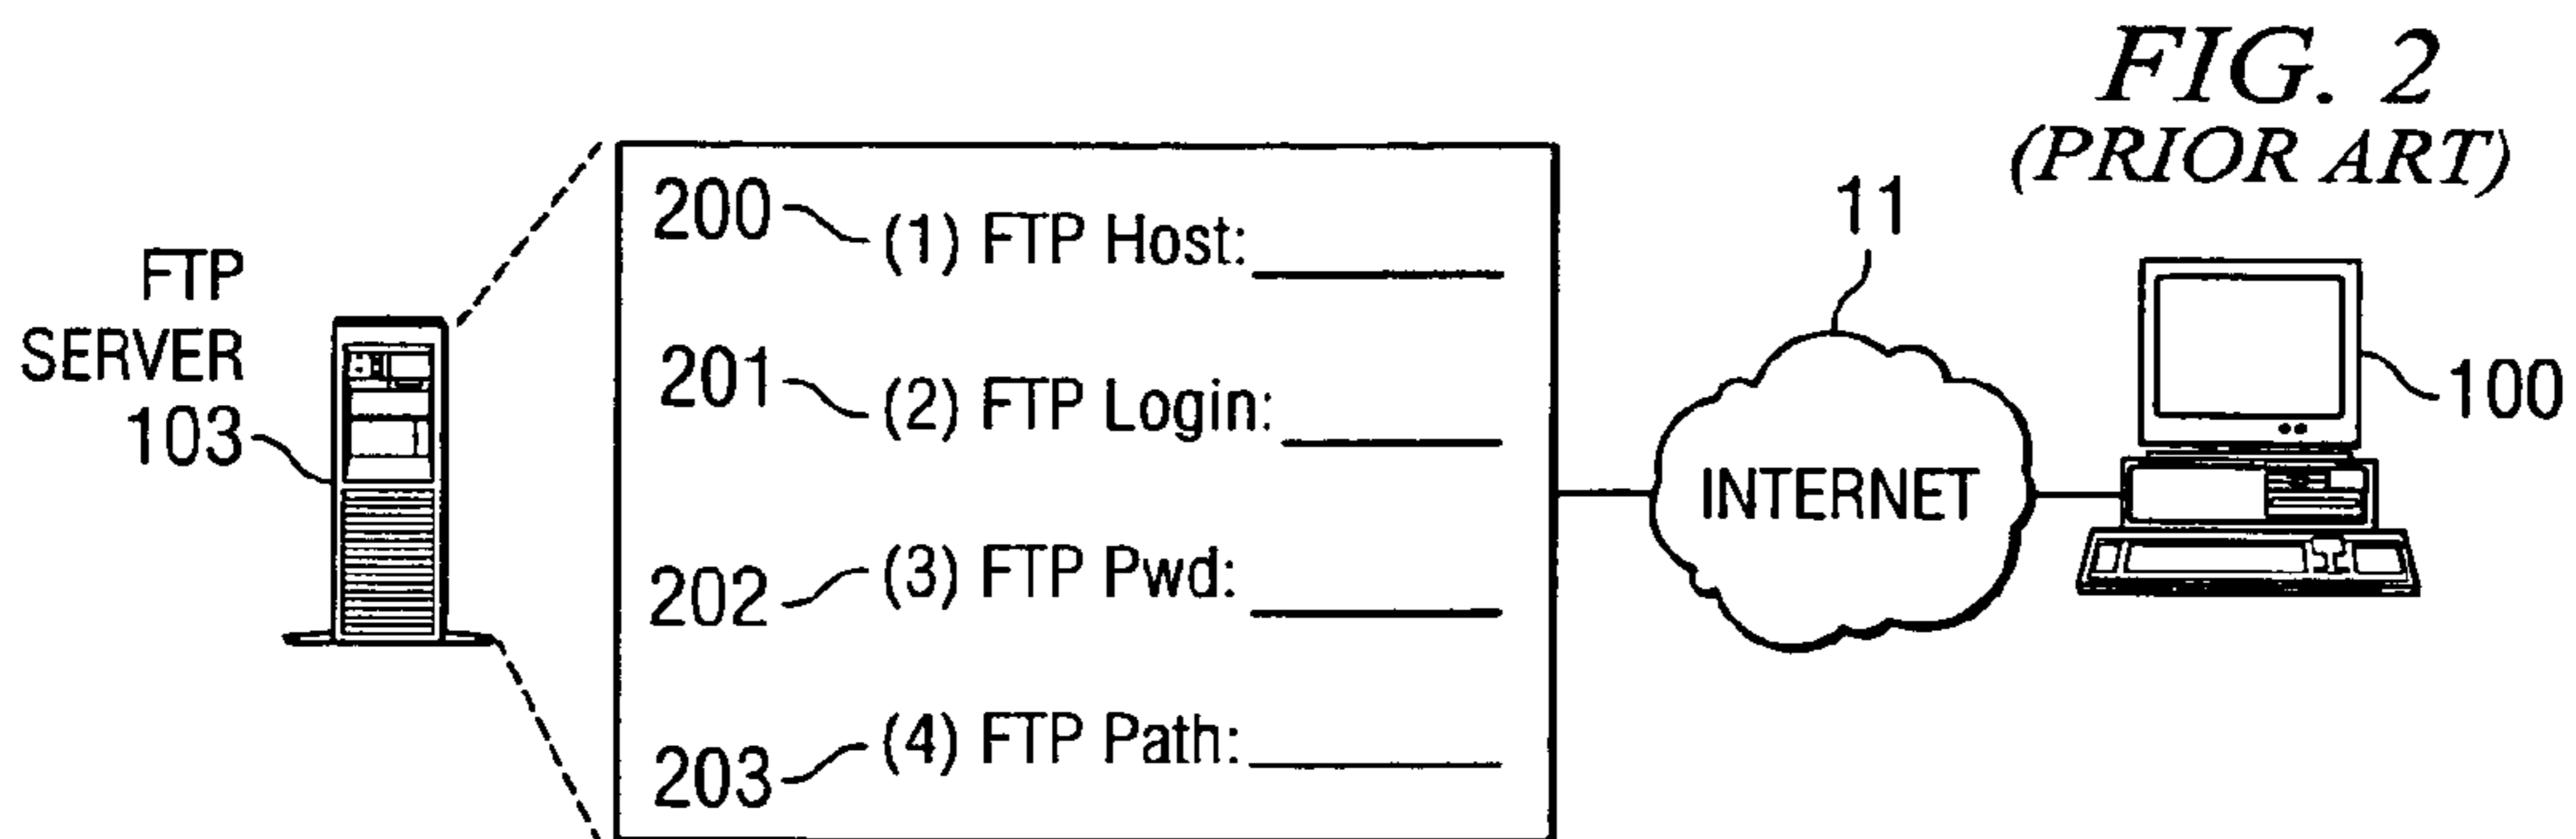 FIG. 2
(PRIOR ART)
FTP
SERVER
103
200 (1) FTP Host:
201 (2) FTP Login:
202 (3) FTP Pwd:
203 (4) FTP Path:
11
INTERNET
100